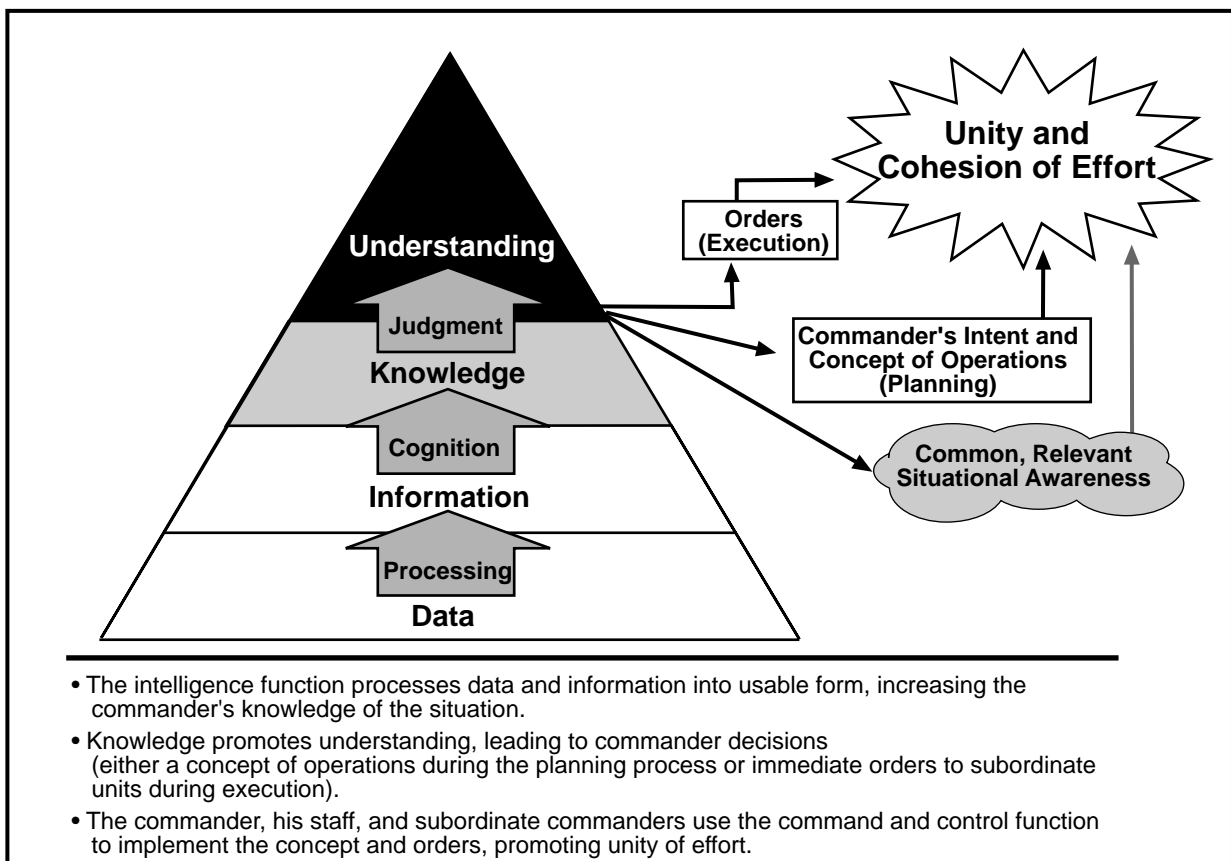 Unity and
Cohesion of Effort
Orders
(Execution)
Understanding
Judgment
Commander's Intent and
Concept of Operations
(Planning)
Knowledge
Cognition
Common, Relevant
Situational Awareness
Information
Processing
Data
• The intelligence function processes data and information into usable form, increasing the
commander's knowledge of the situation.
• Knowledge promotes understanding, leading to commander decisions
(either a concept of operations during the planning process or immediate orders to subordinate
units during execution).
• The commander, his staff, and subordinate commanders use the command and control function
to implement the concept and orders, promoting unity of effort.